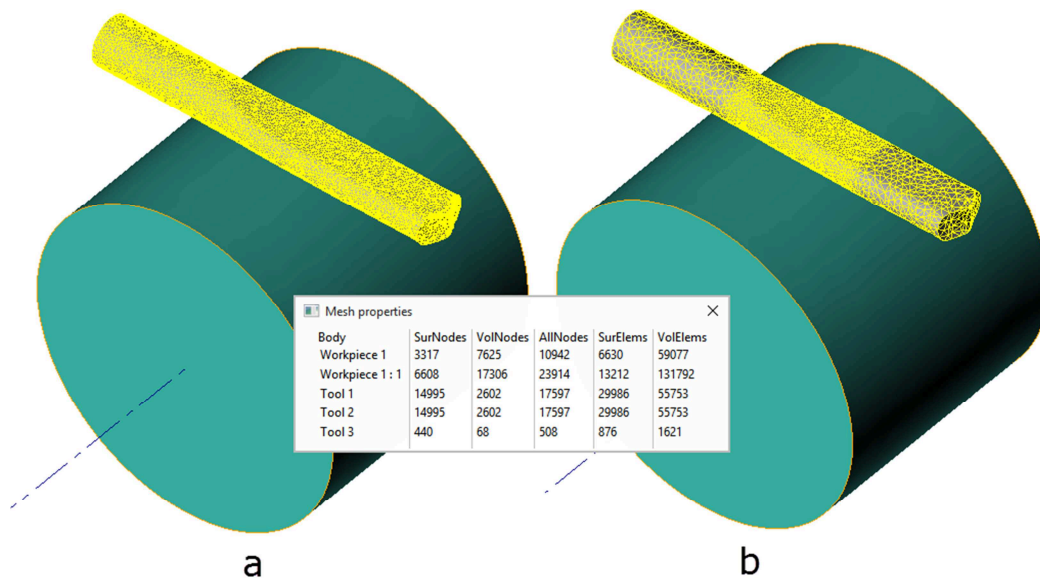 Mesh properties
Body SurNodes VolNodes AllNodes SurElems VolElems
Workpiece 1 3317 7625 10942 6630 59077
Workpiece 1 : 1 6608 17306 23914 13212 131792
Tool 1 14995 2602 17597 29986 55753
Tool 2 14995 2602 17597 29986 55753
Tool 3 440 68 508 876 1621
a b